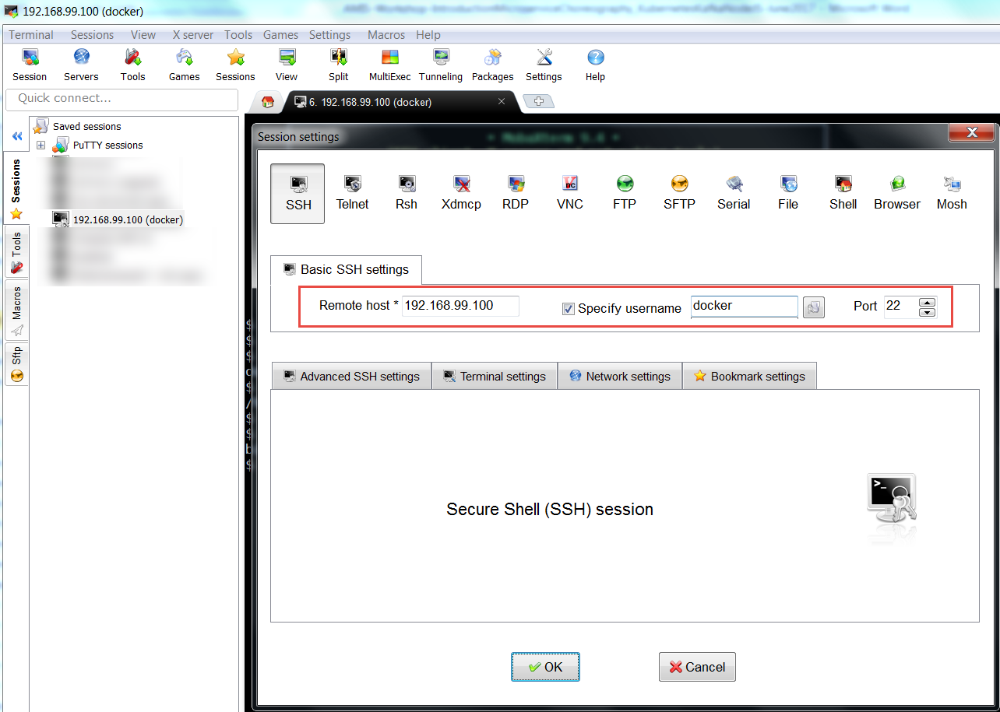 192.168.99.100 (docker)
Terminal Sessions View X server Tools Games Settings Macros Help
Session Servers Tools Games Sessions View Split MultiExec Tunneling Packages Settings Help
Quick connect...
6. 192.168.99.100 (docker)
Saved sessions
PuTTY sessions
192.168.99.100 (docker)
Sessions
Tools
Macros
Sftp
Session settings
SSH Telnet Rsh Xdmcp RDP VNC FTP SFTP Serial File Shell Browser Mosh
Basic SSH settings
Remote host * 192.168.99.100 Specify username docker Port 22
Advanced SSH settings Terminal settings Network settings Bookmark settings
Secure Shell (SSH) session
OK Cancel